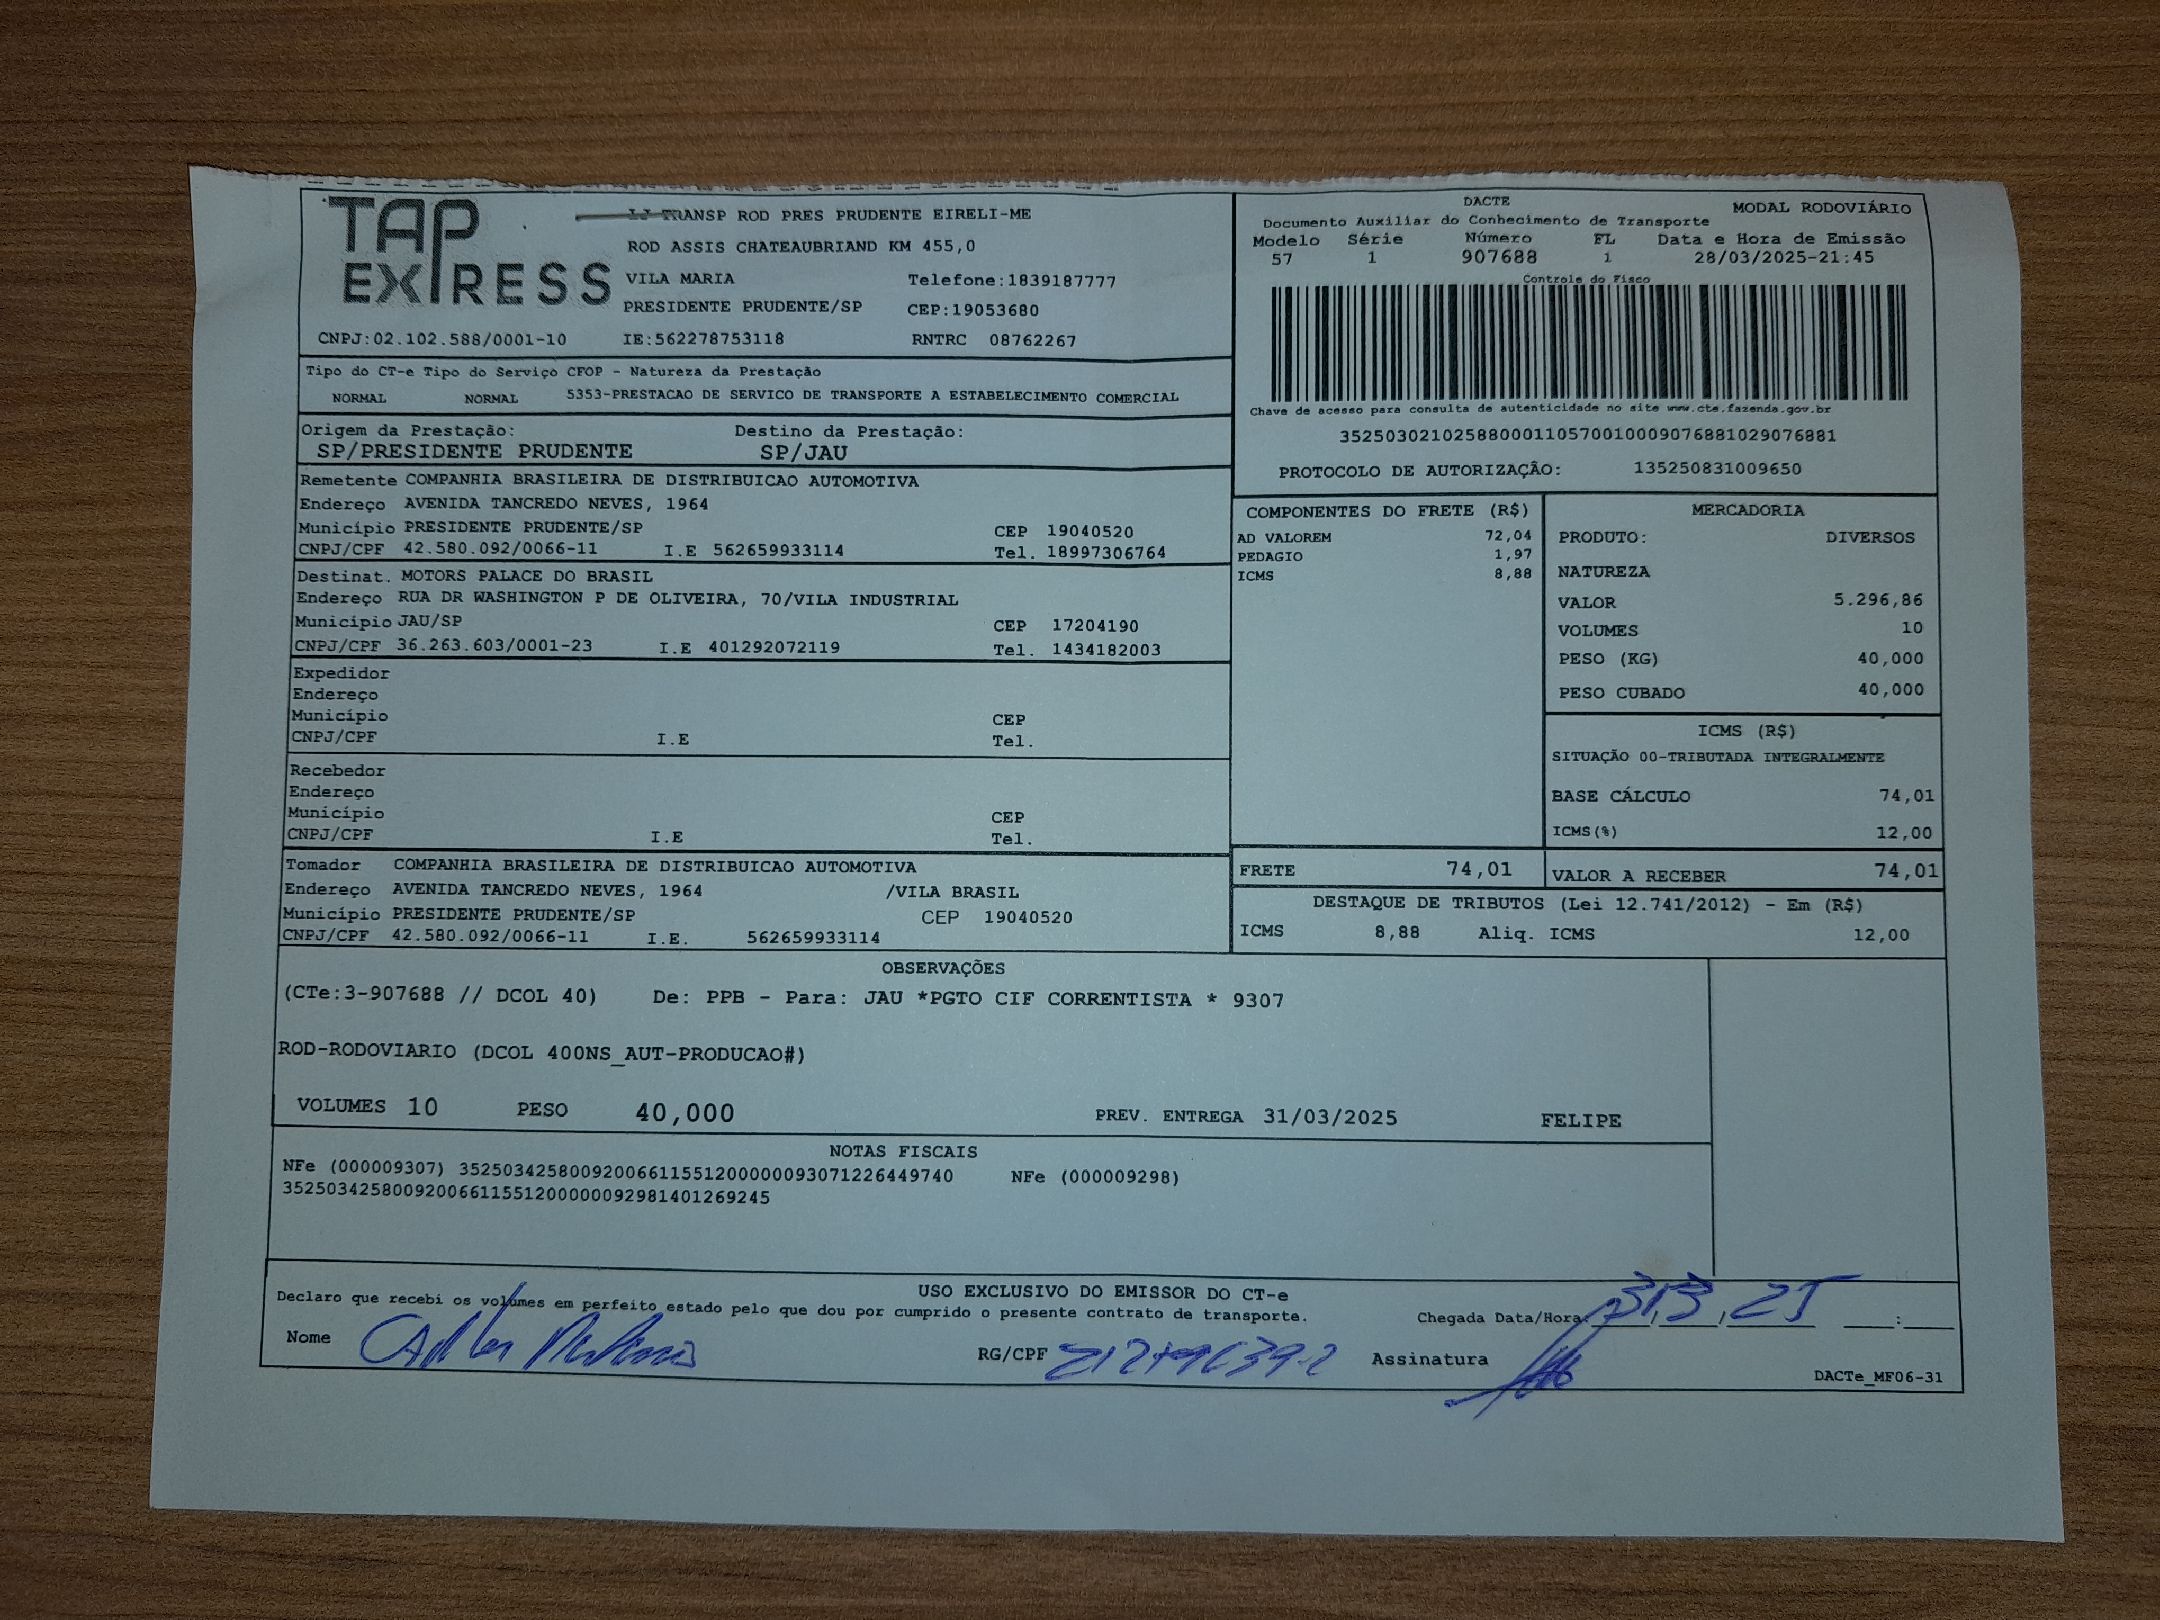 TAP EXPRESS
LJ TRANSP ROD PRES PRUDENTE EIRELI-ME
ROD ASSIS CHATEAUBRIAND KM 455,0
VILA MARIA Telefone:1839187777
PRESIDENTE PRUDENTE/SP CEP:19053680
CNPJ:02.102.588/0001-10 IE:562278753118 RNTRC 08762267
DACTE
Documento Auxiliar do Conhecimento de Transporte MODAL RODOVIÁRIO
Modelo Série Número FL Data e Hora de Emissão
57 1 907688 1 28/03/2025-21:45
Controle do Fisco
Chave de acesso para consulta de autenticidade no site www.cte.fazenda.gov.br
35250302102588000110570010009076881029076881
PROTOCOLO DE AUTORIZAÇÃO: 135250831009650
Tipo do CT-e Tipo do Serviço CFOP - Natureza da Prestação
NORMAL NORMAL 5353-PRESTACAO DE SERVICO DE TRANSPORTE A ESTABELECIMENTO COMERCIAL
Origem da Prestação: Destino da Prestação:
SP/PRESIDENTE PRUDENTE SP/JAU
Remetente COMPANHIA BRASILEIRA DE DISTRIBUICAO AUTOMOTIVA
Endereço AVENIDA TANCREDO NEVES, 1964
Município PRESIDENTE PRUDENTE/SP CEP 19040520
CNPJ/CPF 42.580.092/0066-11 I.E 562659933114 Tel. 18997306764
Destinat. MOTORS PALACE DO BRASIL
Endereço RUA DR WASHINGTON P DE OLIVEIRA, 70/VILA INDUSTRIAL
Município JAU/SP CEP 17204190
CNPJ/CPF 36.263.603/0001-23 I.E 401292072119 Tel. 1434182003
Expedidor
Endereço
Município CEP
CNPJ/CPF I.E Tel.
Recebedor
Endereço
Município CEP
CNPJ/CPF I.E Tel.
Tomador COMPANHIA BRASILEIRA DE DISTRIBUICAO AUTOMOTIVA
Endereço AVENIDA TANCREDO NEVES, 1964 /VILA BRASIL
Município PRESIDENTE PRUDENTE/SP CEP 19040520
CNPJ/CPF 42.580.092/0066-11 I.E. 562659933114
COMPONENTES DO FRETE (R$)
AD VALOREM 72,04
PEDAGIO 1,97
ICMS 8,88
MERCADORIA
PRODUTO: DIVERSOS
NATUREZA
VALOR 5.296,86
VOLUMES 10
PESO (KG) 40,000
PESO CUBADO 40,000
ICMS (R$)
SITUAÇÃO 00-TRIBUTADA INTEGRALMENTE
BASE CÁLCULO 74,01
ICMS(%) 12,00
FRETE 74,01 VALOR A RECEBER 74,01
DESTAQUE DE TRIBUTOS (Lei 12.741/2012) - Em (R$)
ICMS 8,88 Aliq. ICMS 12,00
OBSERVAÇÕES
(CTe:3-907688 // DCOL 40) De: PPB - Para: JAU *PGTO CIF CORRENTISTA * 9307
ROD-RODOVIARIO (DCOL 400NS_AUT-PRODUCAO#)
VOLUMES 10 PESO 40,000 PREV. ENTREGA 31/03/2025 FELIPE
NOTAS FISCAIS
NFe (000009307) 35250342580092006611551200000093071226449740 NFe (000009298)
35250342580092006611551200000092981401269245
USO EXCLUSIVO DO EMISSOR DO CT-e
Declaro que recebi os volumes em perfeito estado pelo que dou por cumprido o presente contrato de transporte. Chegada Data/Hora: 31,3,25 :
Nome RG/CPF Assinatura
DACTe_MF06-31